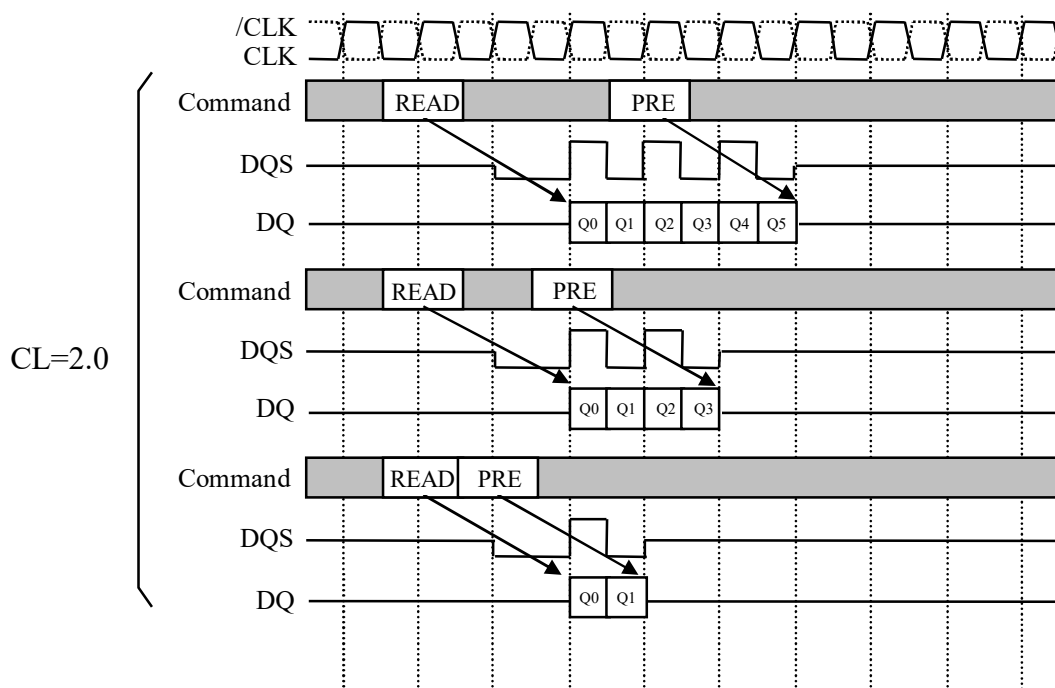 /CLK
CLK
Command READ PRE
DQS
DQ Q0 Q1 Q2 Q3 Q4 Q5
Command READ PRE
CL=2.0
DQS
DQ Q0 Q1 Q2 Q3
Command READ PRE
DQS
DQ Q0 Q1